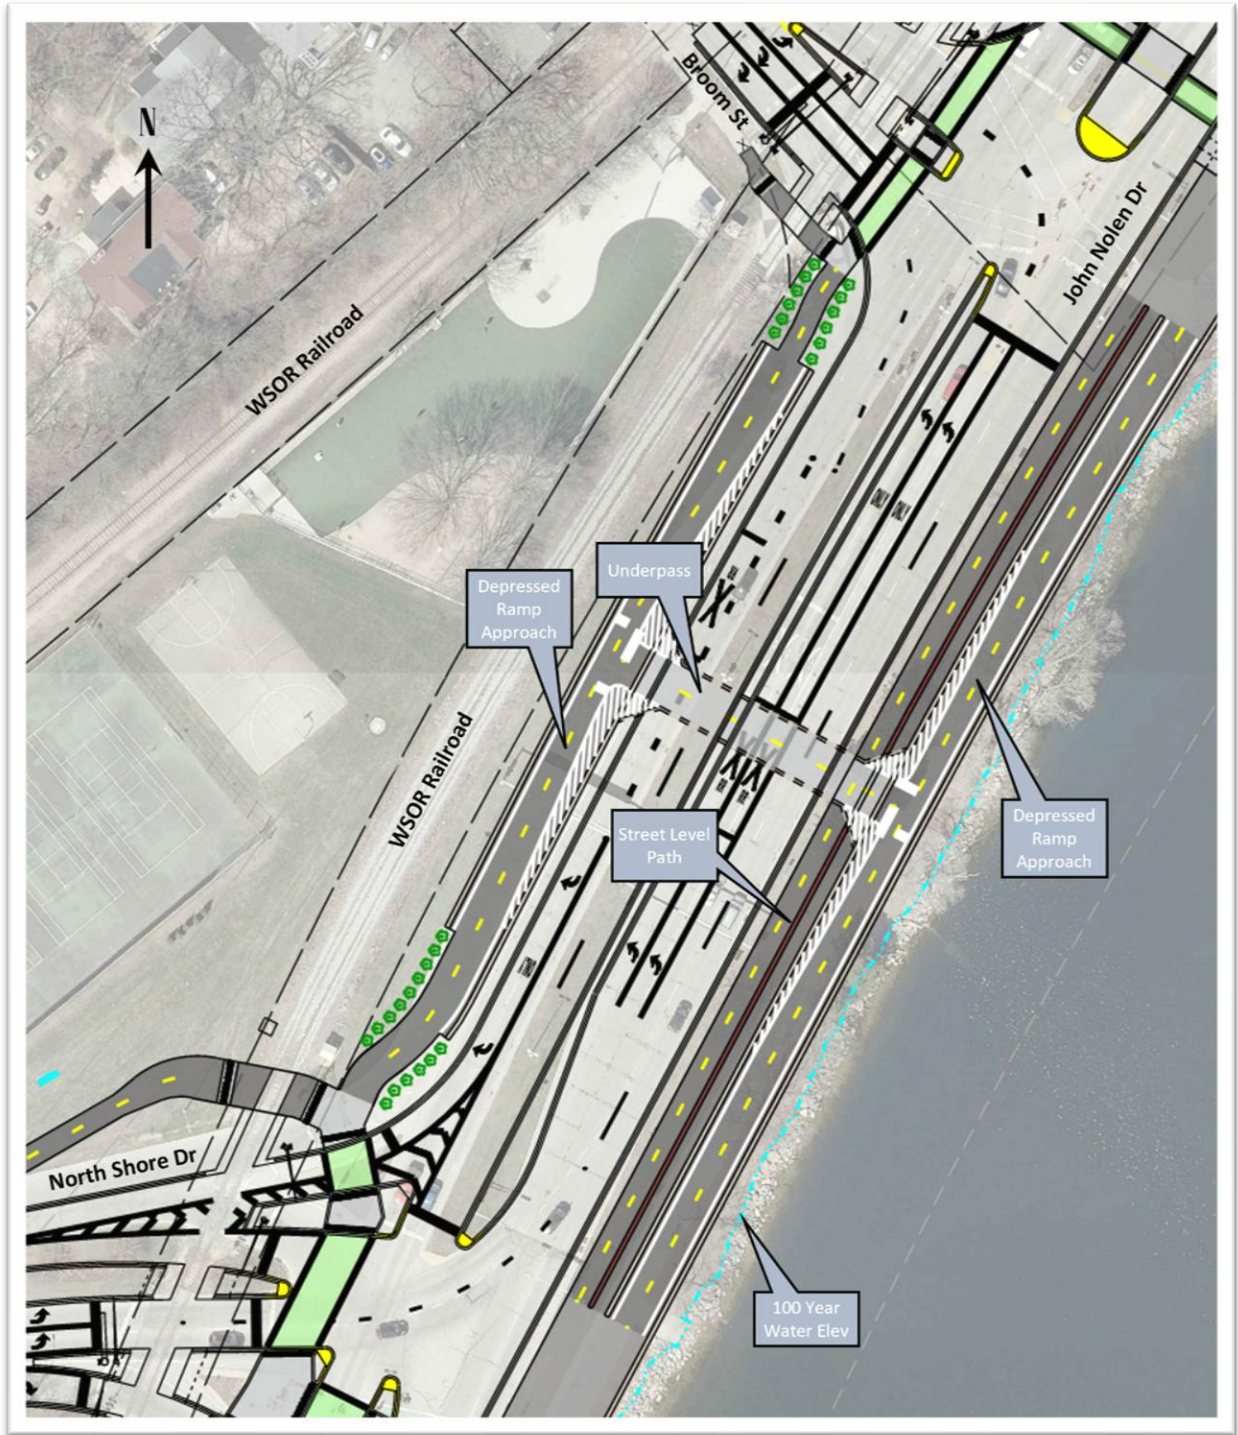 Broom St
N
John Nolen Dr
WSOR Railroad
Underpass
Depressed
Ramp
Approach
WSOR Railroad
Street Level
Path
Depressed
Ramp
Approach
North Shore Dr
100 Year
Water Elev